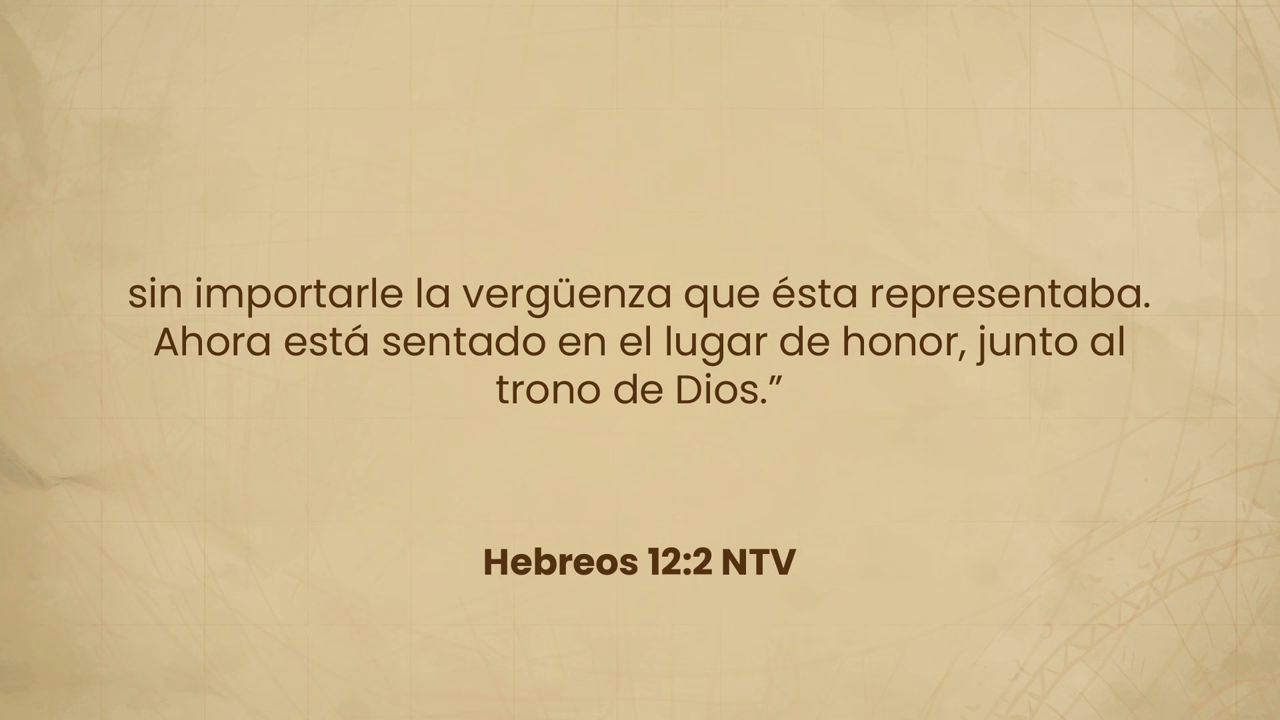 sin importarle la vergüenza que ésta representaba.
Ahora está sentado en el lugar de honor, junto al
trono de Dios.”
Hebreos 12:2 NTV